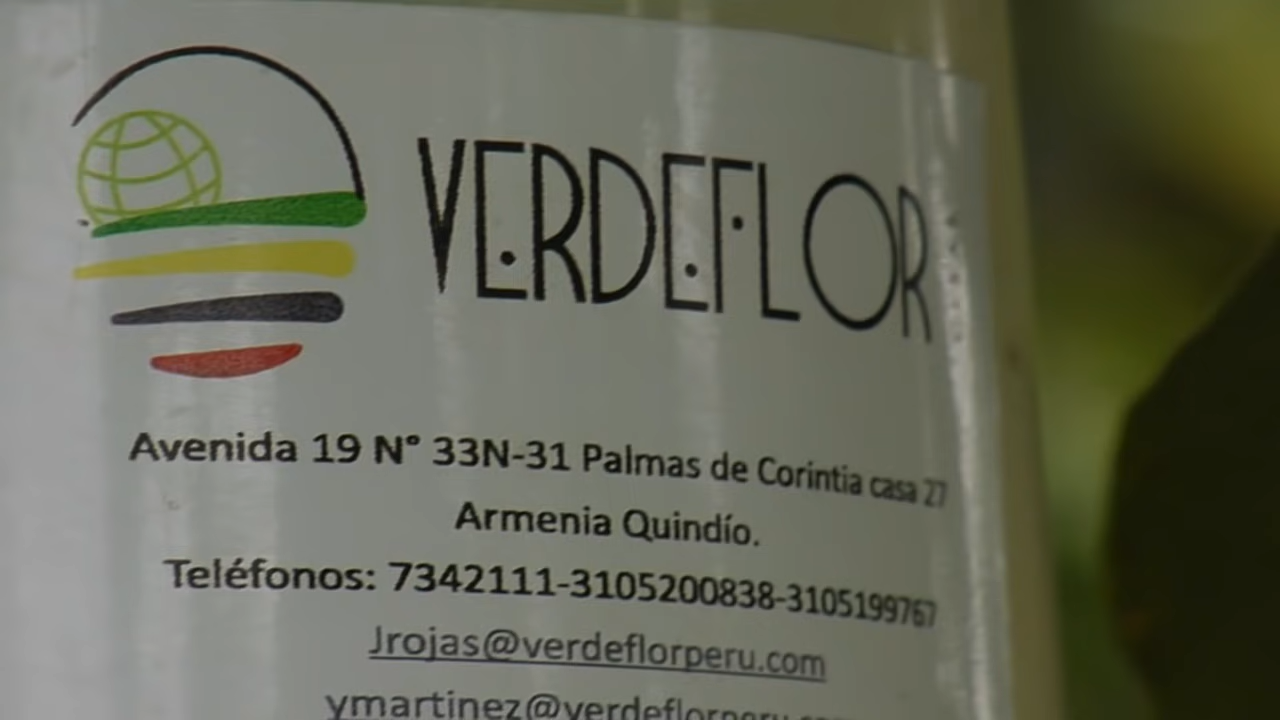 VERDEFLOR
Avenida 19 N° 33N-31 Palmas de Corintia casa 27
Armenia Quindío.
Teléfonos: 7342111-3105200838-3105199767
Jrojas@verdeflorperu.com